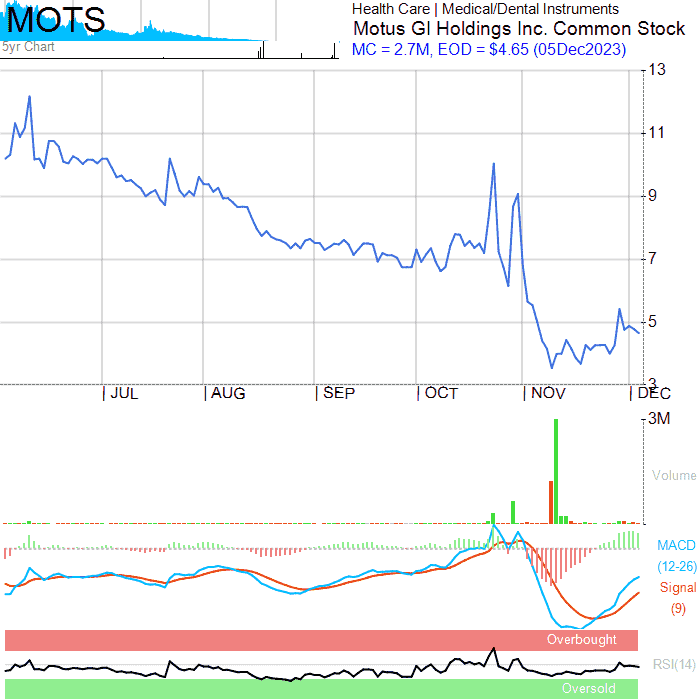 MOTS
5yr Chart
Health Care | Medical/Dental Instruments
Motus GI Holdings Inc. Common Stock
MC = 2.7M, EOD = $4.65 (05Dec2023)
13
11
9
7
5
3
JUL AUG SEP OCT NOV DEC
3M
Volume
MACD
(12-26)
Signal
(9)
Overbought
RSI(14)
Oversold